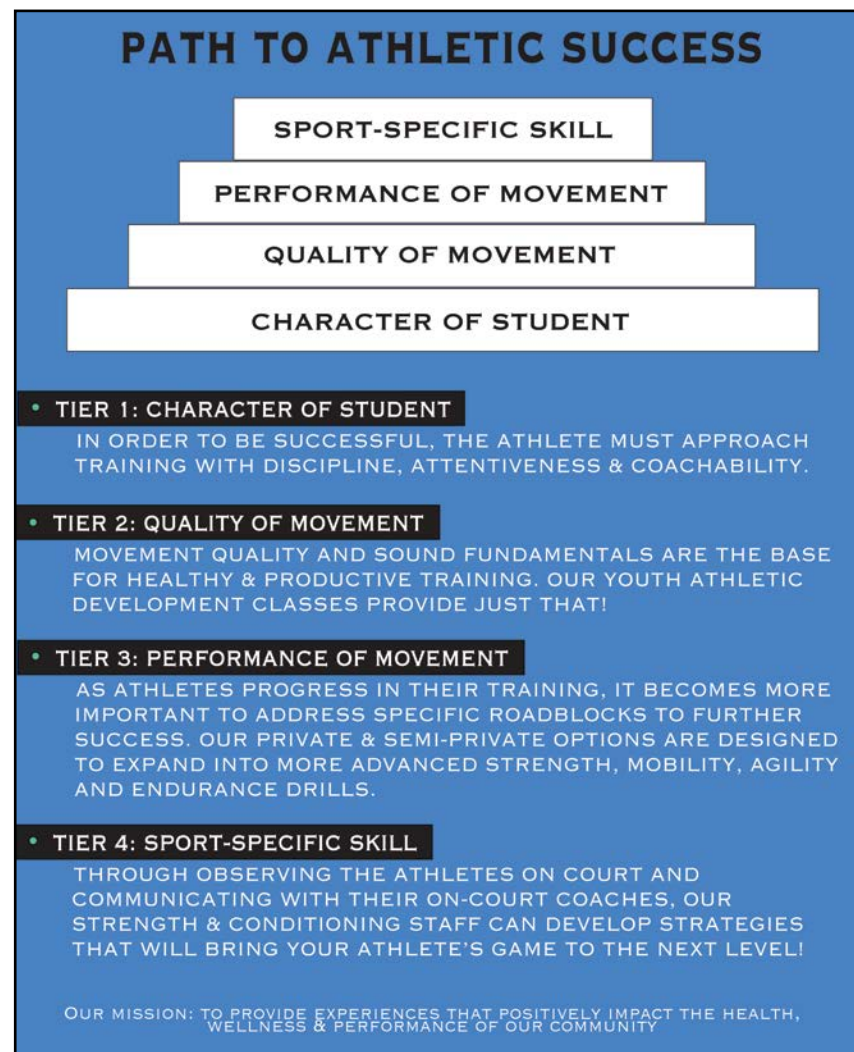 PATH TO ATHLETIC SUCCESS
SPORT-SPECIFIC SKILL
PERFORMANCE OF MOVEMENT
QUALITY OF MOVEMENT
CHARACTER OF STUDENT
• TIER 1: CHARACTER OF STUDENT
IN ORDER TO BE SUCCESSFUL, THE ATHLETE MUST APPROACH
TRAINING WITH DISCIPLINE, ATTENTIVENESS & COACHABILITY.
• TIER 2: QUALITY OF MOVEMENT
MOVEMENT QUALITY AND SOUND FUNDAMENTALS ARE THE BASE
FOR HEALTHY & PRODUCTIVE TRAINING. OUR YOUTH ATHLETIC
DEVELOPMENT CLASSES PROVIDE JUST THAT!
• TIER 3: PERFORMANCE OF MOVEMENT
AS ATHLETES PROGRESS IN THEIR TRAINING, IT BECOMES MORE
IMPORTANT TO ADDRESS SPECIFIC ROADBLOCKS TO FURTHER
SUCCESS. OUR PRIVATE & SEMI-PRIVATE OPTIONS ARE DESIGNED
TO EXPAND INTO MORE ADVANCED STRENGTH, MOBILITY, AGILITY
AND ENDURANCE DRILLS.
• TIER 4: SPORT-SPECIFIC SKILL
THROUGH OBSERVING THE ATHLETES ON COURT AND
COMMUNICATING WITH THEIR ON-COURT COACHES, OUR
STRENGTH & CONDITIONING STAFF CAN DEVELOP STRATEGIES
THAT WILL BRING YOUR ATHLETE'S GAME TO THE NEXT LEVEL!
OUR MISSION: TO PROVIDE EXPERIENCES THAT POSITIVELY IMPACT THE HEALTH,
WELLNESS & PERFORMANCE OF OUR COMMUNITY